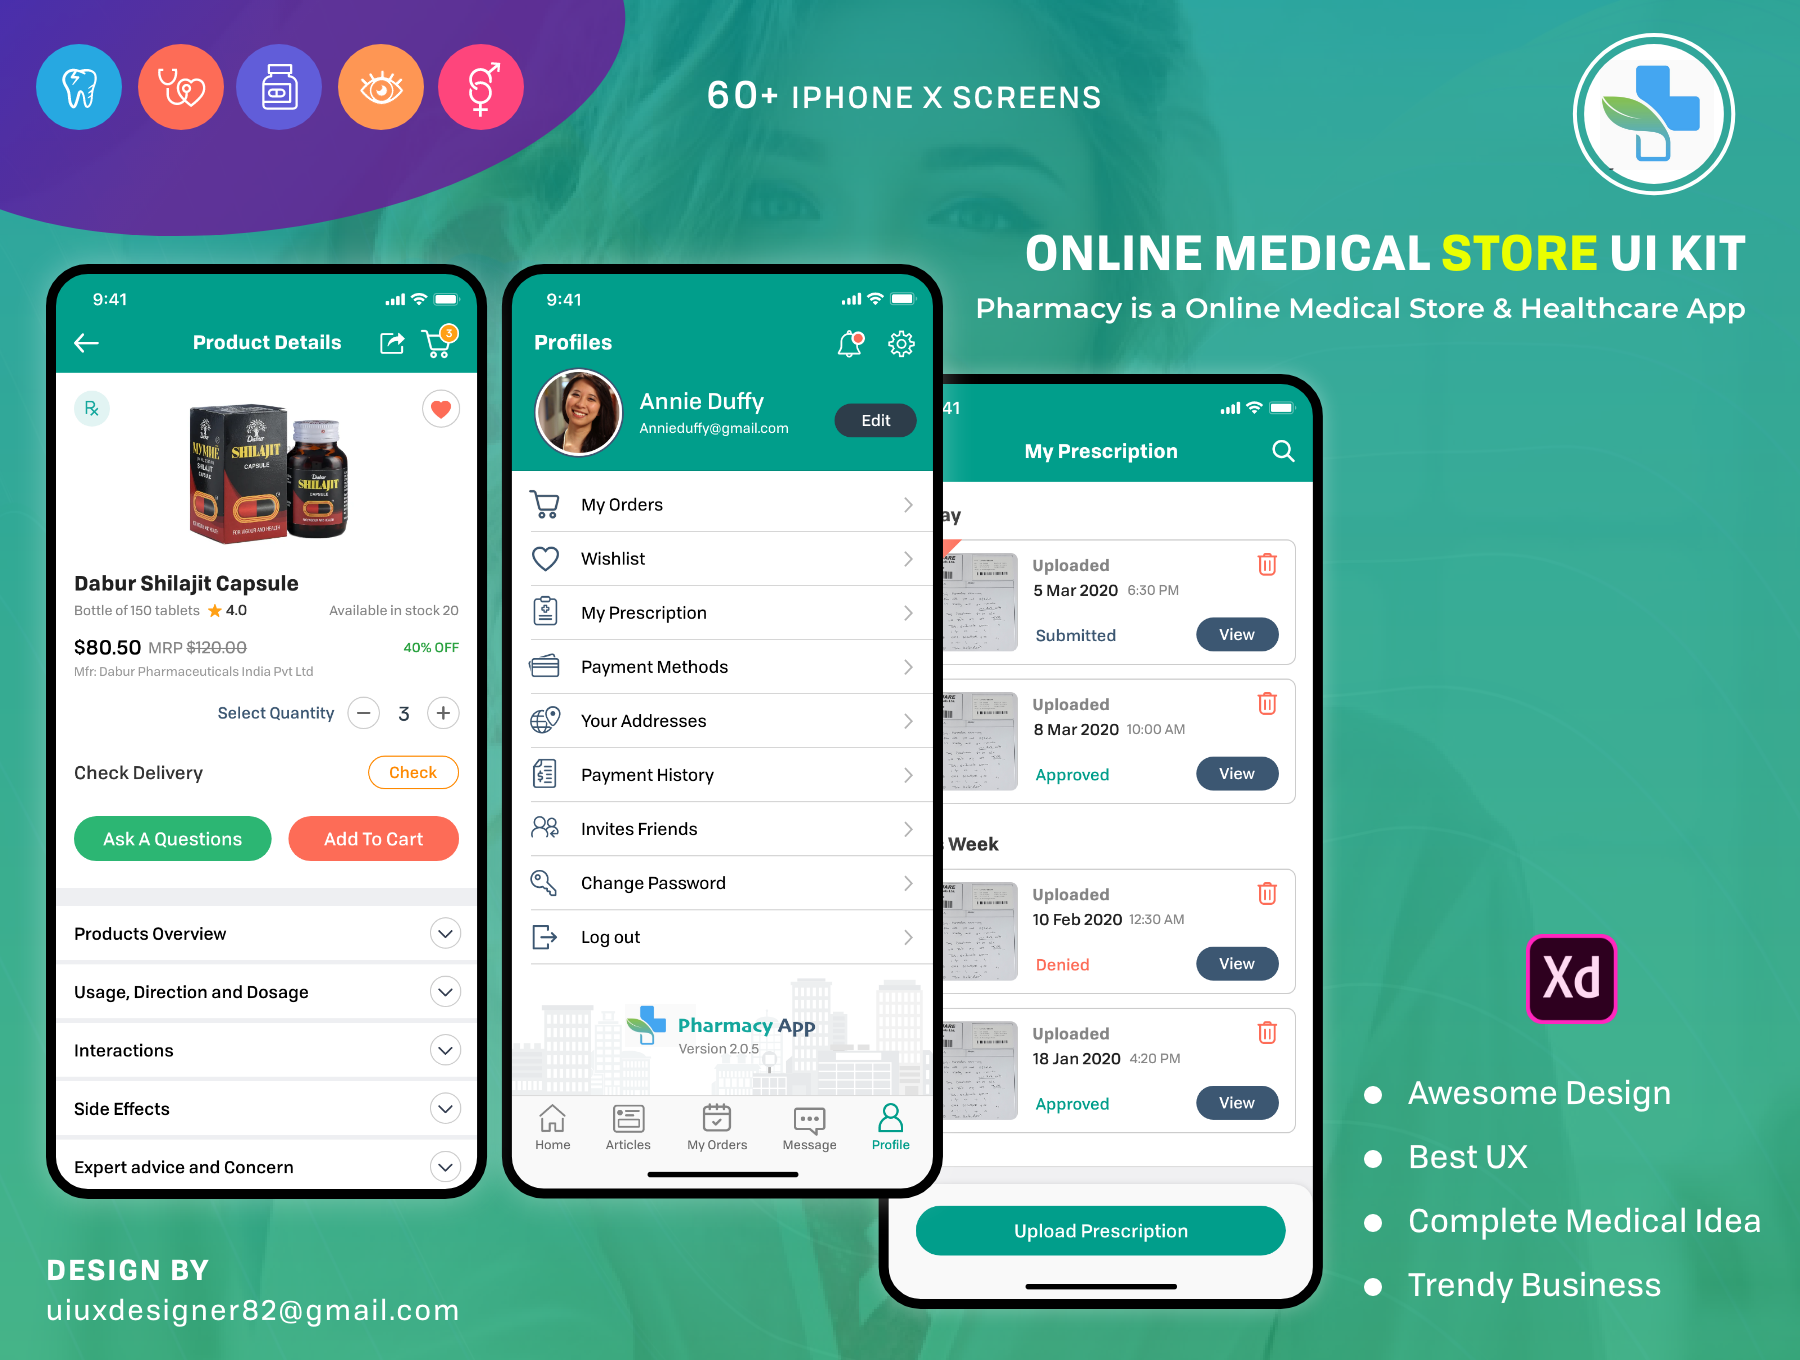 60+ IPHONE X SCREENS
ONLINE MEDICAL STORE UI KIT
Pharmacy is a Online Medical Store & Healthcare App
9:41
Product Details
3
Rx
Dabur
SHILAJIT
CAPSULE
Dabur
SHILAJIT
CAPSULE
Dabur Shilajit Capsule
Bottle of 150 tablets 4.0 Available in stock 20
$80.50 MRP $120.00 40% OFF
Mfr: Dabur Pharmaceuticals India Pvt Ltd
Select Quantity − 3 +
Check Delivery Check
Ask A Questions Add To Cart
Products Overview
Usage, Direction and Dosage
Interactions
Side Effects
Expert advice and Concern
9:41
Profiles
Annie Duffy
Annieduffy@gmail.com
Edit
My Orders
Wishlist
My Prescription
Payment Methods
Your Addresses
Payment History
Invites Friends
Change Password
Log out
Pharmacy App
Version 2.0.5
Home Articles My Orders Message Profile
41
My Prescription
ay
Uploaded
5 Mar 2020 6:30 PM
Submitted View
Uploaded
8 Mar 2020 10:00 AM
Approved View
Week
Uploaded
10 Feb 2020 12:30 AM
Denied View
Uploaded
18 Jan 2020 4:20 PM
Approved View
Upload Prescription
Xd
Awesome Design
Best UX
Complete Medical Idea
Trendy Business
DESIGN BY
uiuxdesigner82@gmail.com